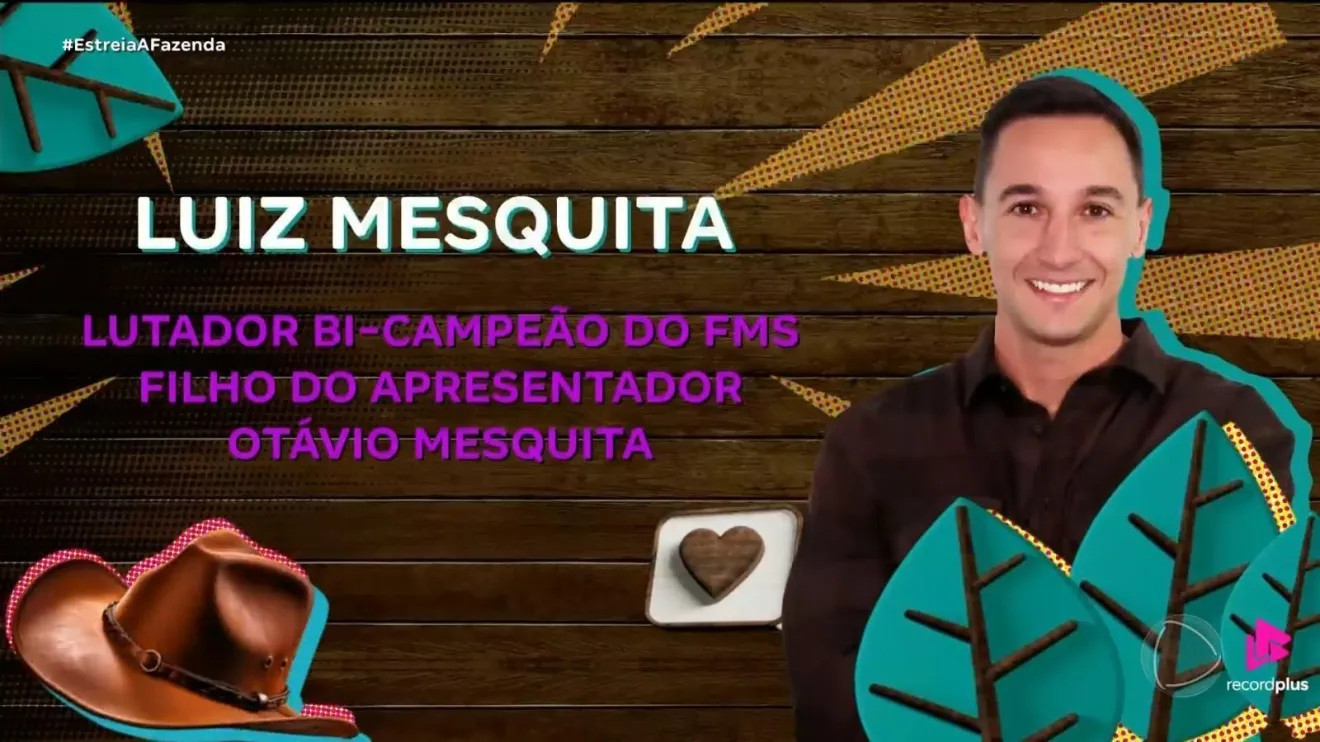 #EstreiaAFazenda
LUIZ MESQUITA
LUTADOR BI-CAMPEÃO DO FMS
FILHO DO APRESENTADOR
OTÁVIO MESQUITA
recordplus